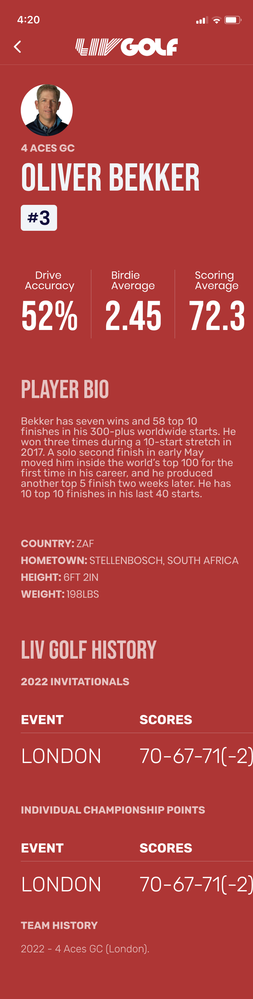 4:20
LIV GOLF
4 ACES GC
OLIVER BEKKER
#3
Drive
Accuracy
52%
Birdie
Average
2.45
Scoring
Average
72.3
PLAYER BIO
Bekker has seven wins and 58 top 10
finishes in his 300-plus worldwide starts. He
won three times during a 10-start stretch in
2017. A solo second finish in early May
moved him inside the world’s top 100 for the
first time in his career, and he produced
another top 5 finish two weeks later. He has
10 top 10 finishes in his last 40 starts.
COUNTRY: ZAF
HOMETOWN: STELLENBOSCH, SOUTH AFRICA
HEIGHT: 6FT 2IN
WEIGHT: 198LBS
LIV GOLF HISTORY
2022 INVITATIONALS
EVENT SCORES
LONDON 70-67-71(-2)
INDIVIDUAL CHAMPIONSHIP POINTS
EVENT SCORES
LONDON 70-67-71(-2)
TEAM HISTORY
2022 - 4 Aces GC (London).